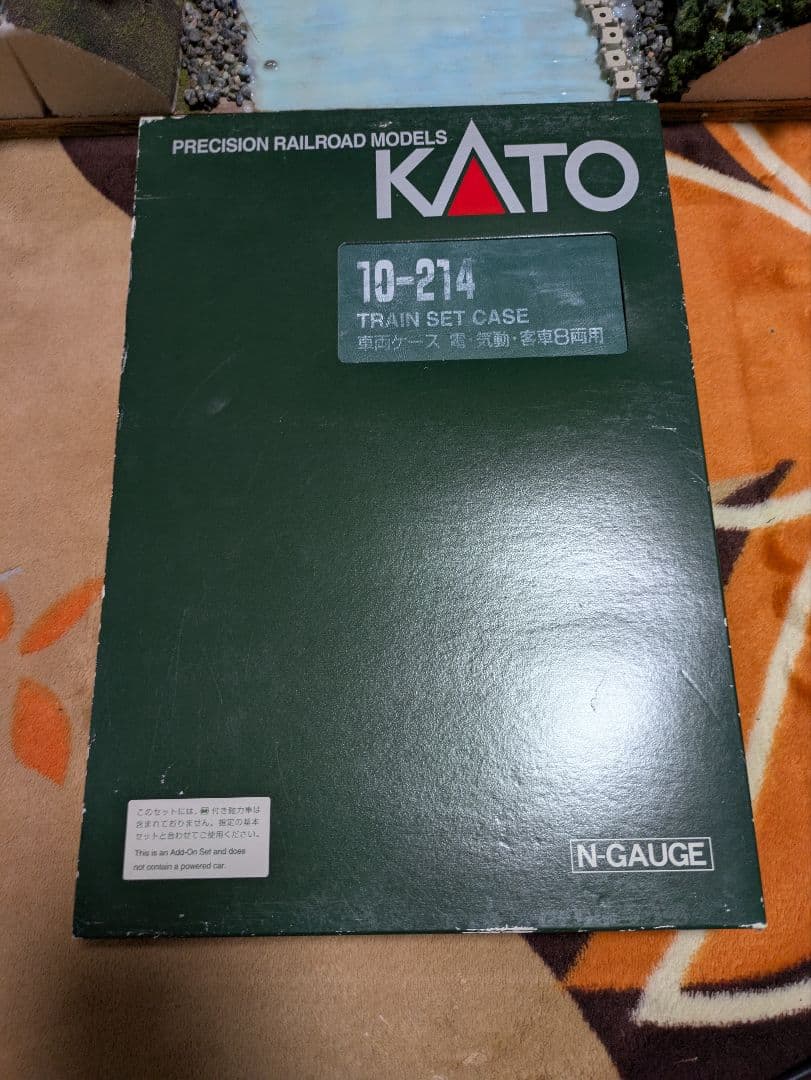 PRECISION RAILROAD MODELS
KATO
10-214
TRAIN SET CASE
車両ケース 電・気動・客車8両用
このセットには、M付き動力車は
含まれておりません。指定の基本
セットと合わせてご使用ください。
This is an Add-On Set and does
not contain a powered car.
N-GAUGE